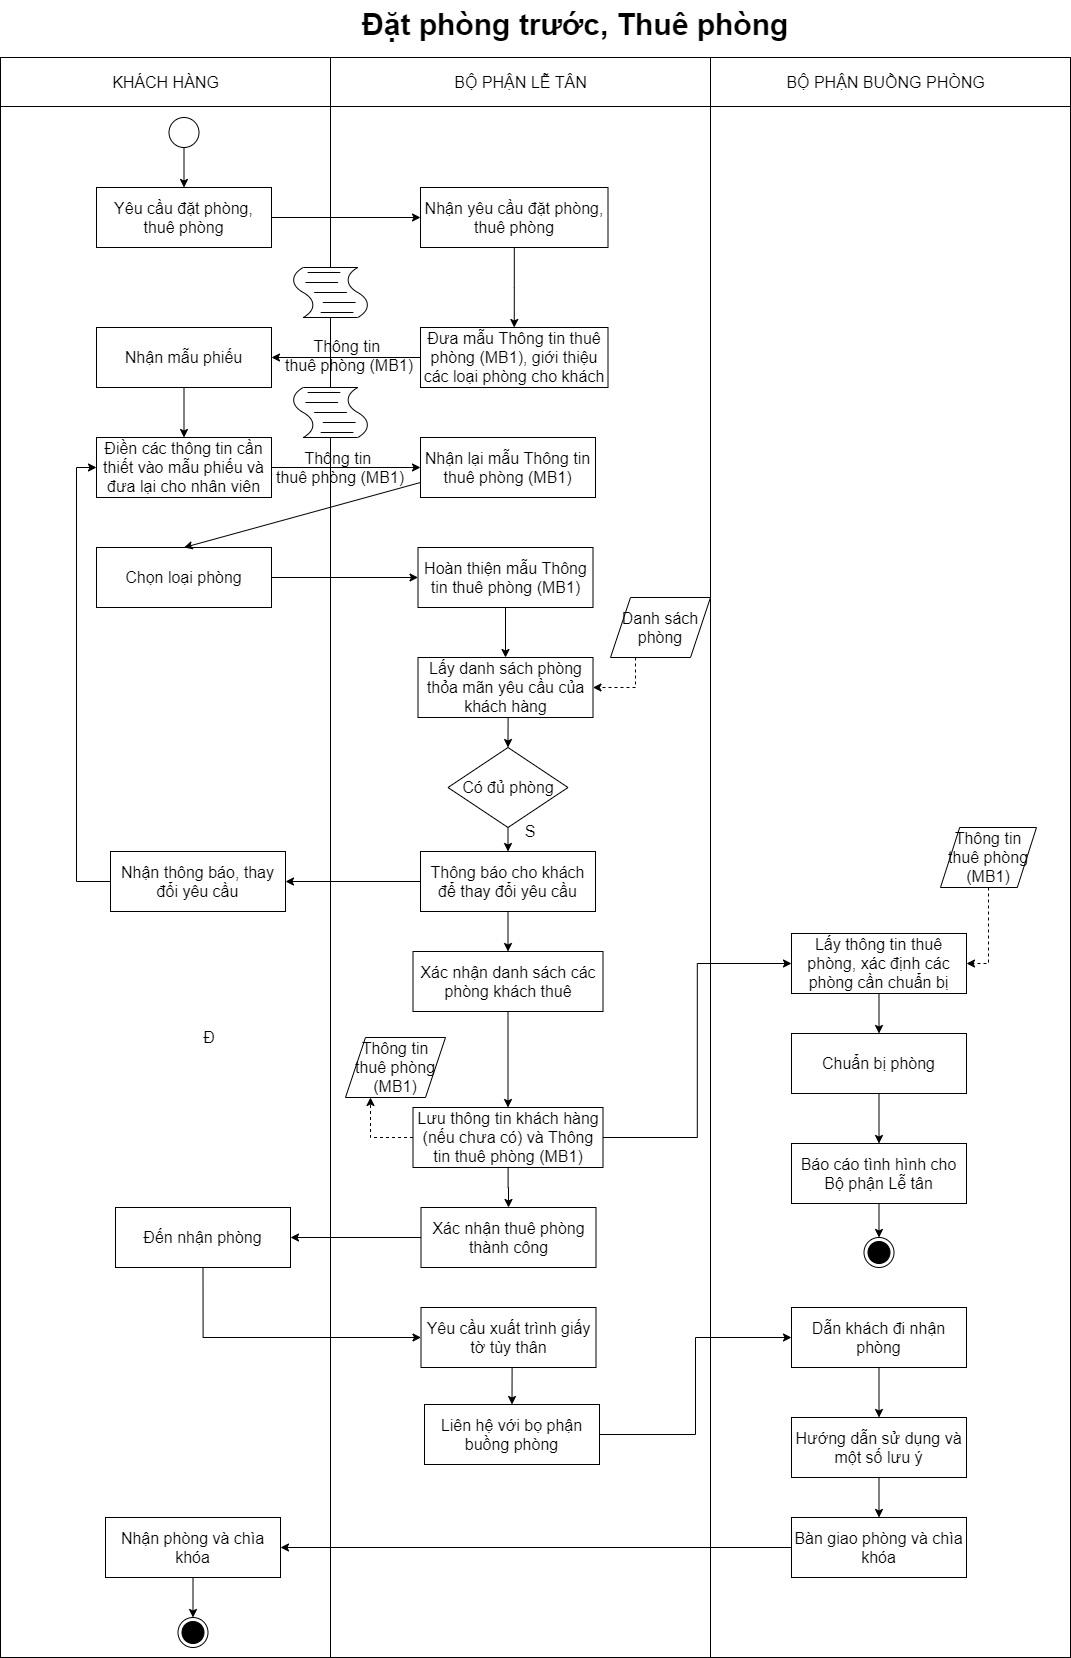 Đặt phòng trước, Thuê phòng
KHÁCH HÀNG
BỘ PHẬN LỄ TÂN
BỘ PHẬN BUỒNG PHÒNG
Yêu cầu đặt phòng,
thuê phòng
Nhận yêu cầu đặt phòng,
thuê phòng
Nhận mẫu phiếu
Thông tin
thuê phòng (MB1)
Đưa mẫu Thông tin thuê
phòng (MB1), giới thiệu
các loại phòng cho khách
Điền các thông tin cần
thiết vào mẫu phiếu và
đưa lại cho nhân viên
Thông tin
thuê phòng (MB1)
Nhận lại mẫu Thông tin
thuê phòng (MB1)
Chọn loại phòng
Hoàn thiện mẫu Thông
tin thuê phòng (MB1)
Danh sách
phòng
Lấy danh sách phòng
thỏa mãn yêu cầu của
khách hàng
Có đủ phòng
S
Nhận thông báo, thay
đổi yêu cầu
Thông báo cho khách
để thay đổi yêu cầu
Thông tin
thuê phòng
(MB1)
Xác nhận danh sách các
phòng khách thuê
Lấy thông tin thuê
phòng, xác định các
phòng cần chuẩn bị
Đ
Thông tin
thuê phòng
(MB1)
Chuẩn bị phòng
Lưu thông tin khách hàng
(nếu chưa có) và Thông
tin thuê phòng (MB1)
Báo cáo tình hình cho
Bộ phận Lễ tân
Đến nhận phòng
Xác nhận thuê phòng
thành công
Yêu cầu xuất trình giấy
tờ tùy thân
Dẫn khách đi nhận
phòng
Liên hệ với bọ phận
buồng phòng
Hướng dẫn sử dụng và
một số lưu ý
Nhận phòng và chìa
khóa
Bàn giao phòng và chìa
khóa